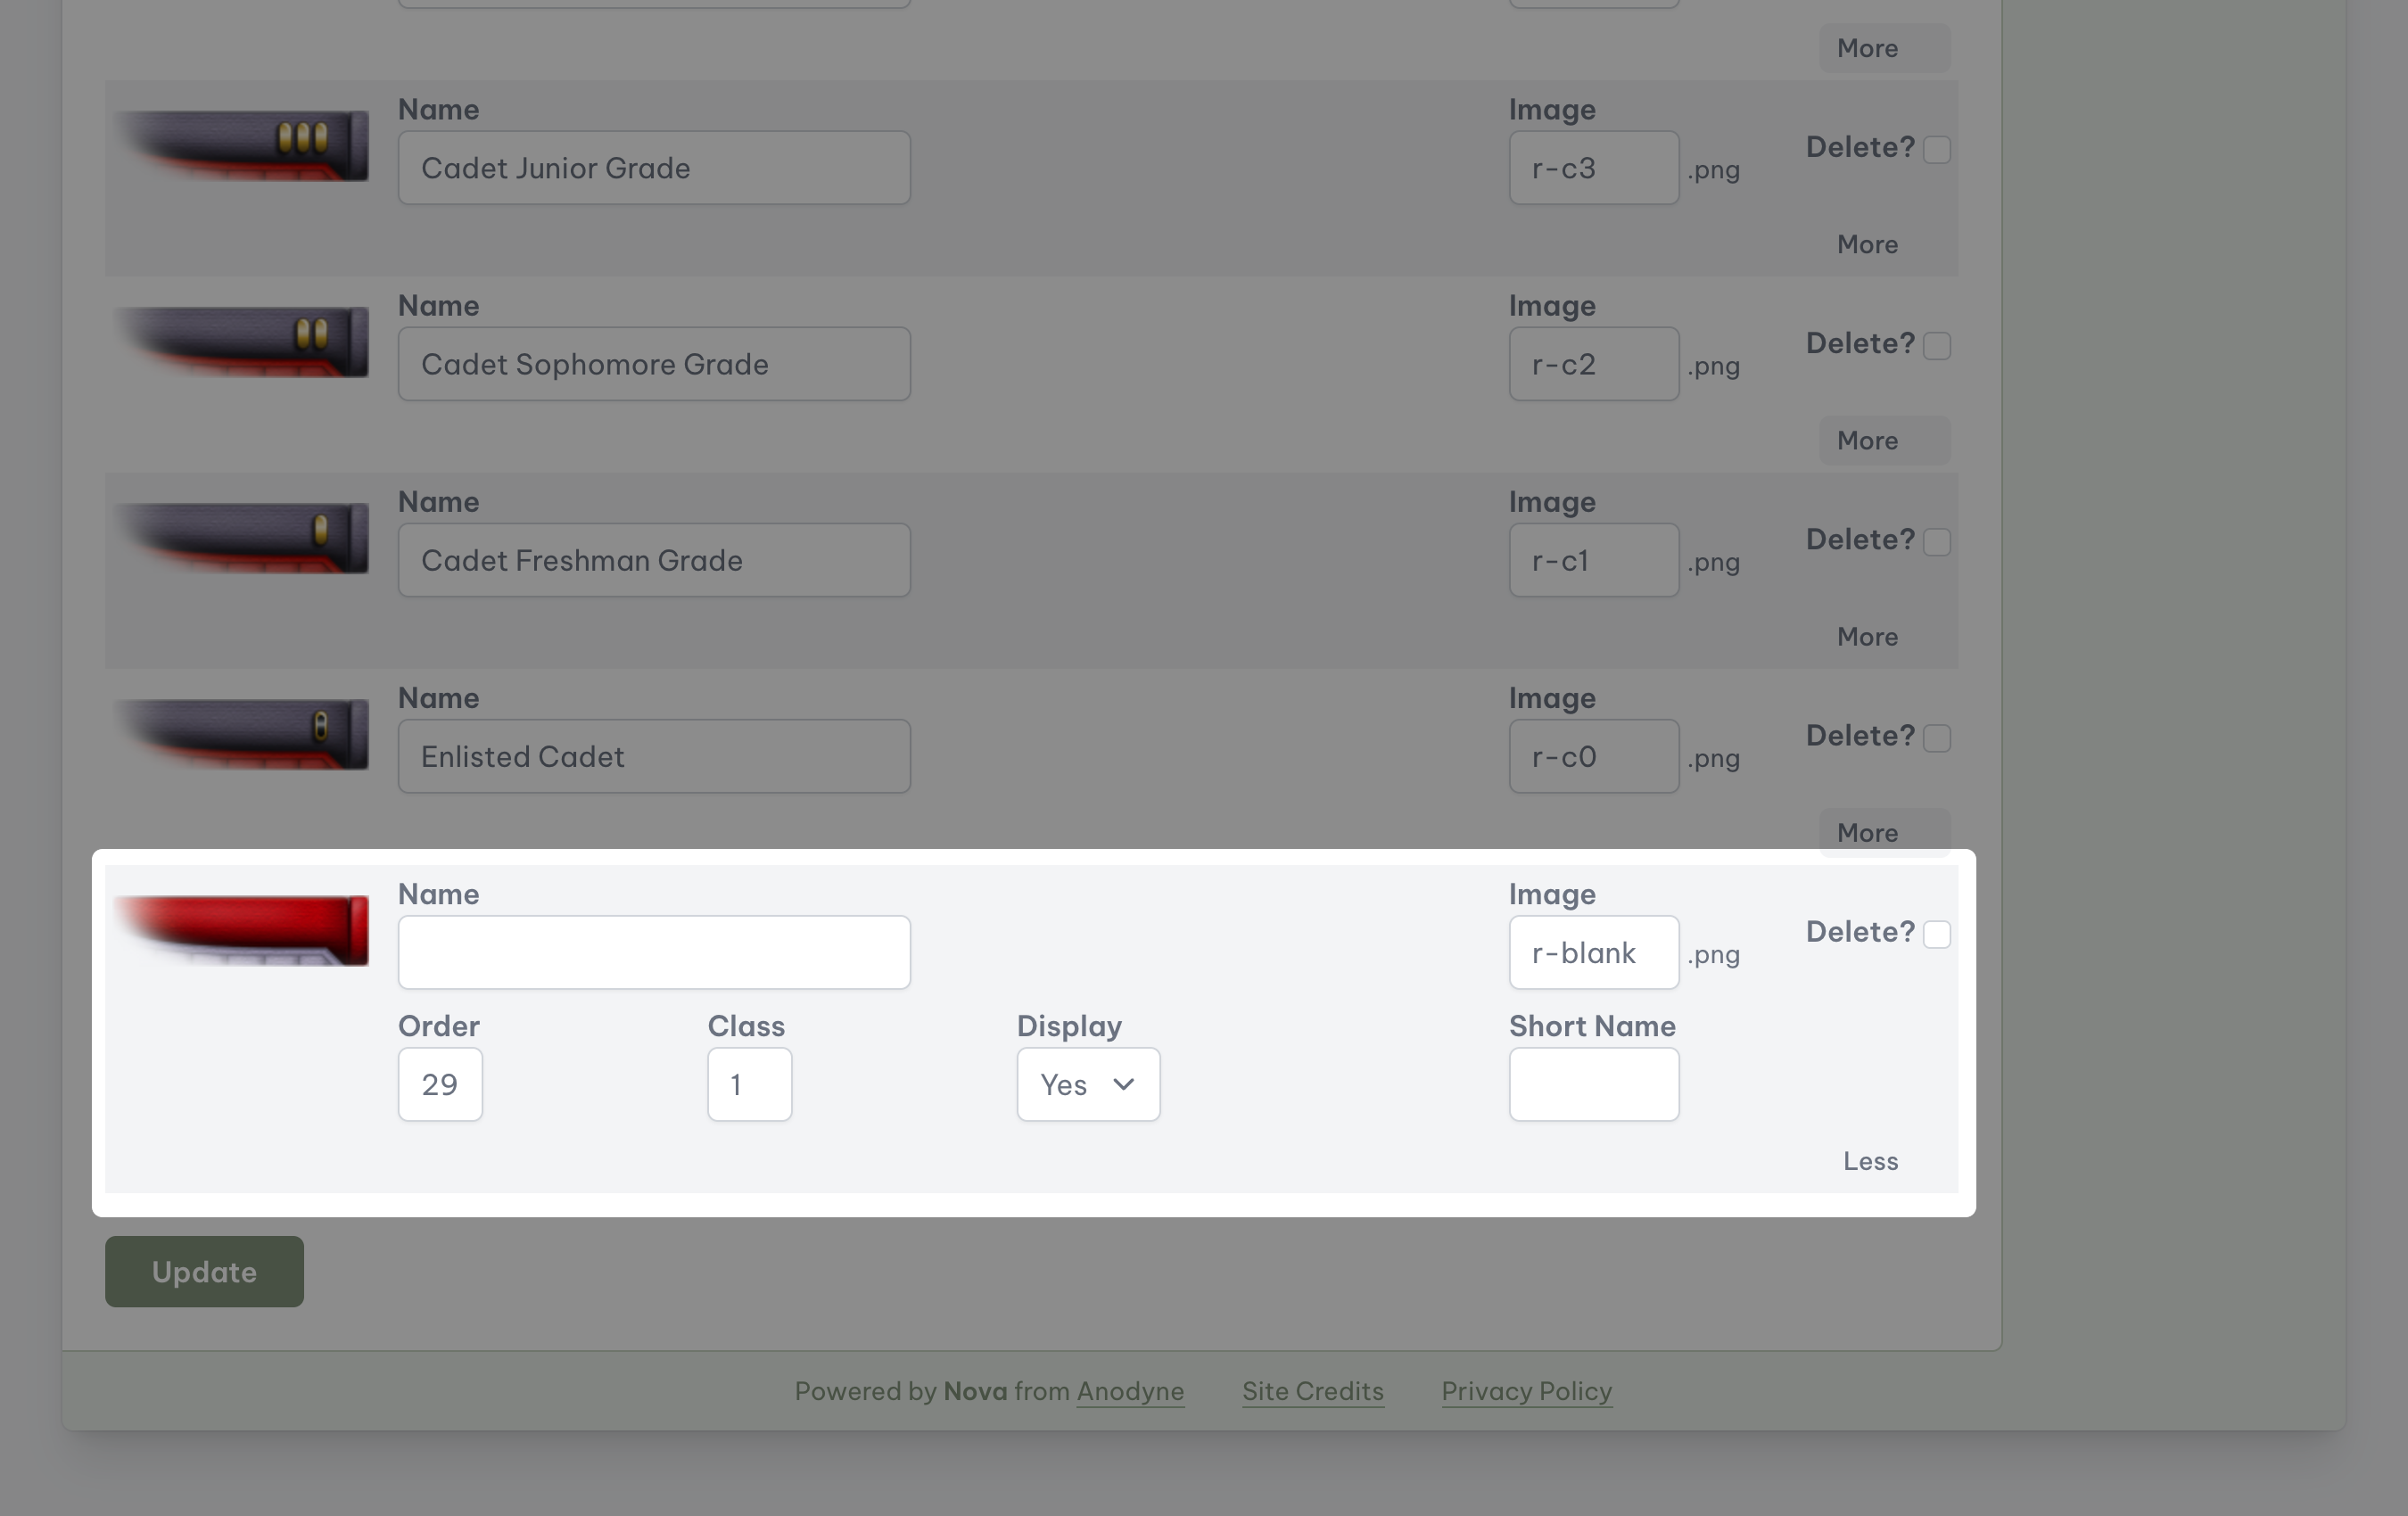 More
Name Image
Cadet Junior Grade r-c3 .png Delete?
More
Name Image
Cadet Sophomore Grade r-c2 .png Delete?
More
Name Image
Cadet Freshman Grade r-c1 .png Delete?
More
Name Image
Enlisted Cadet r-c0 .png Delete?
More
Name Image
r-blank .png Delete?
Order Class Display Short Name
29 1 Yes
Less
Update
Powered by Nova from Anodyne Site Credits Privacy Policy